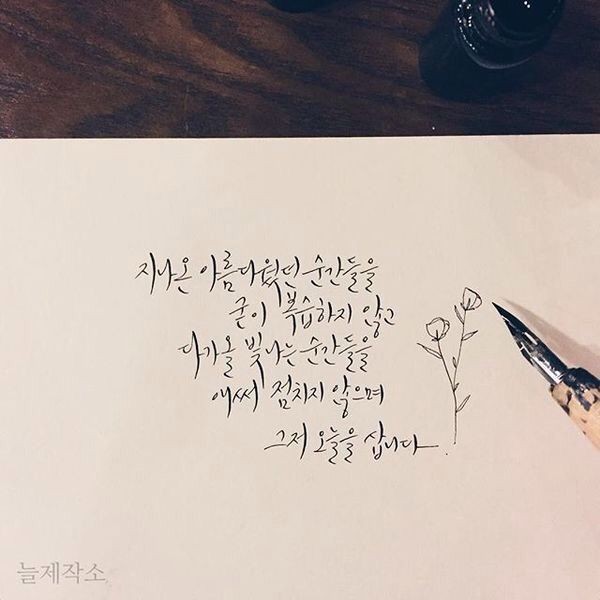 지나온 아름다웠던 순간들을
굳이 복습하지 않고
다가올 빛나는 순간들을
애써 점치지 않으며
그저 오늘을 삽니다.
늘제작소